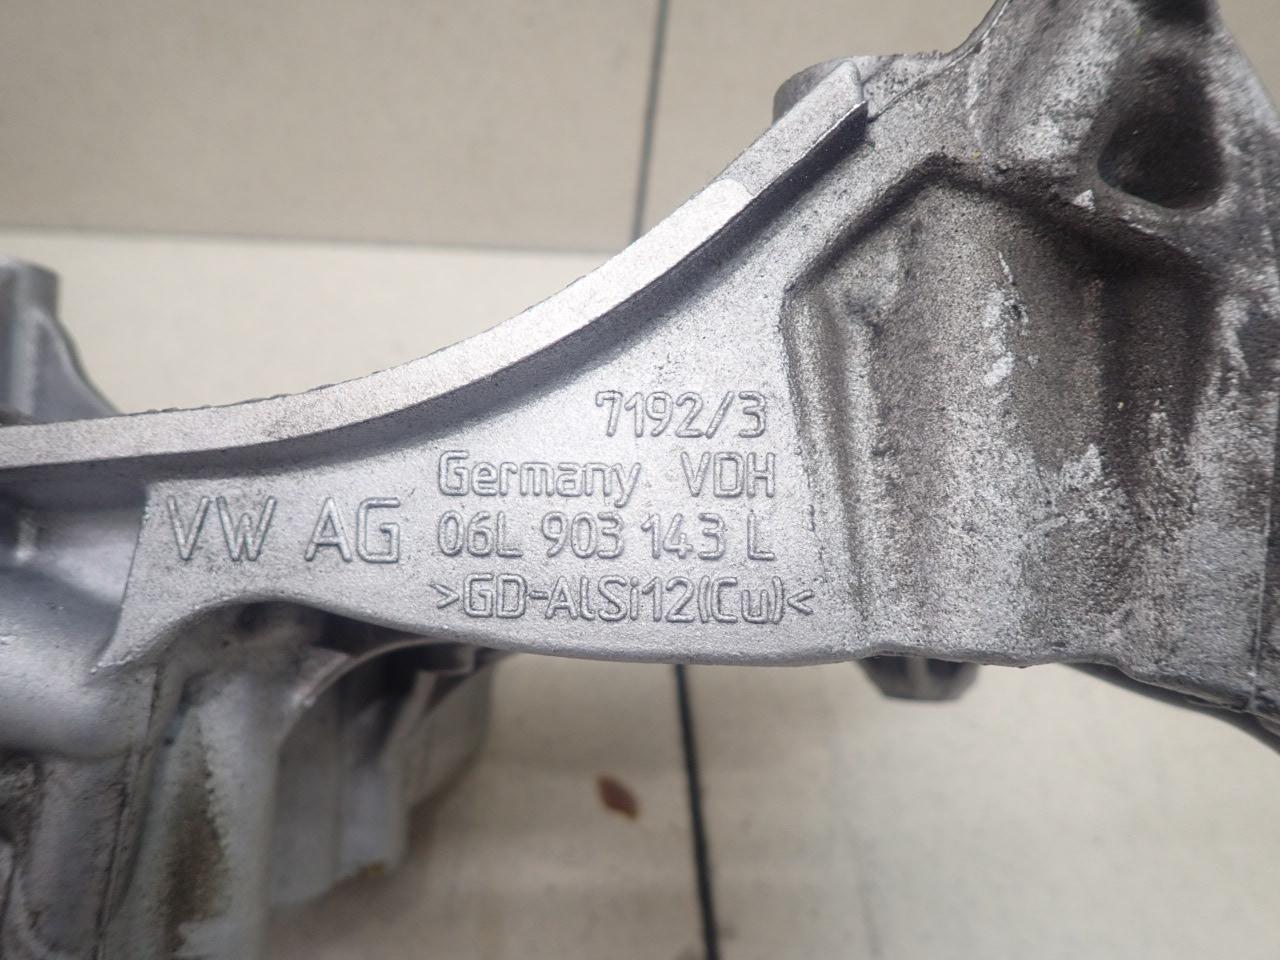 7192/3
Germany VDH
VW AG 06L 903 143 L
>GD-AlSi12(Cu)<